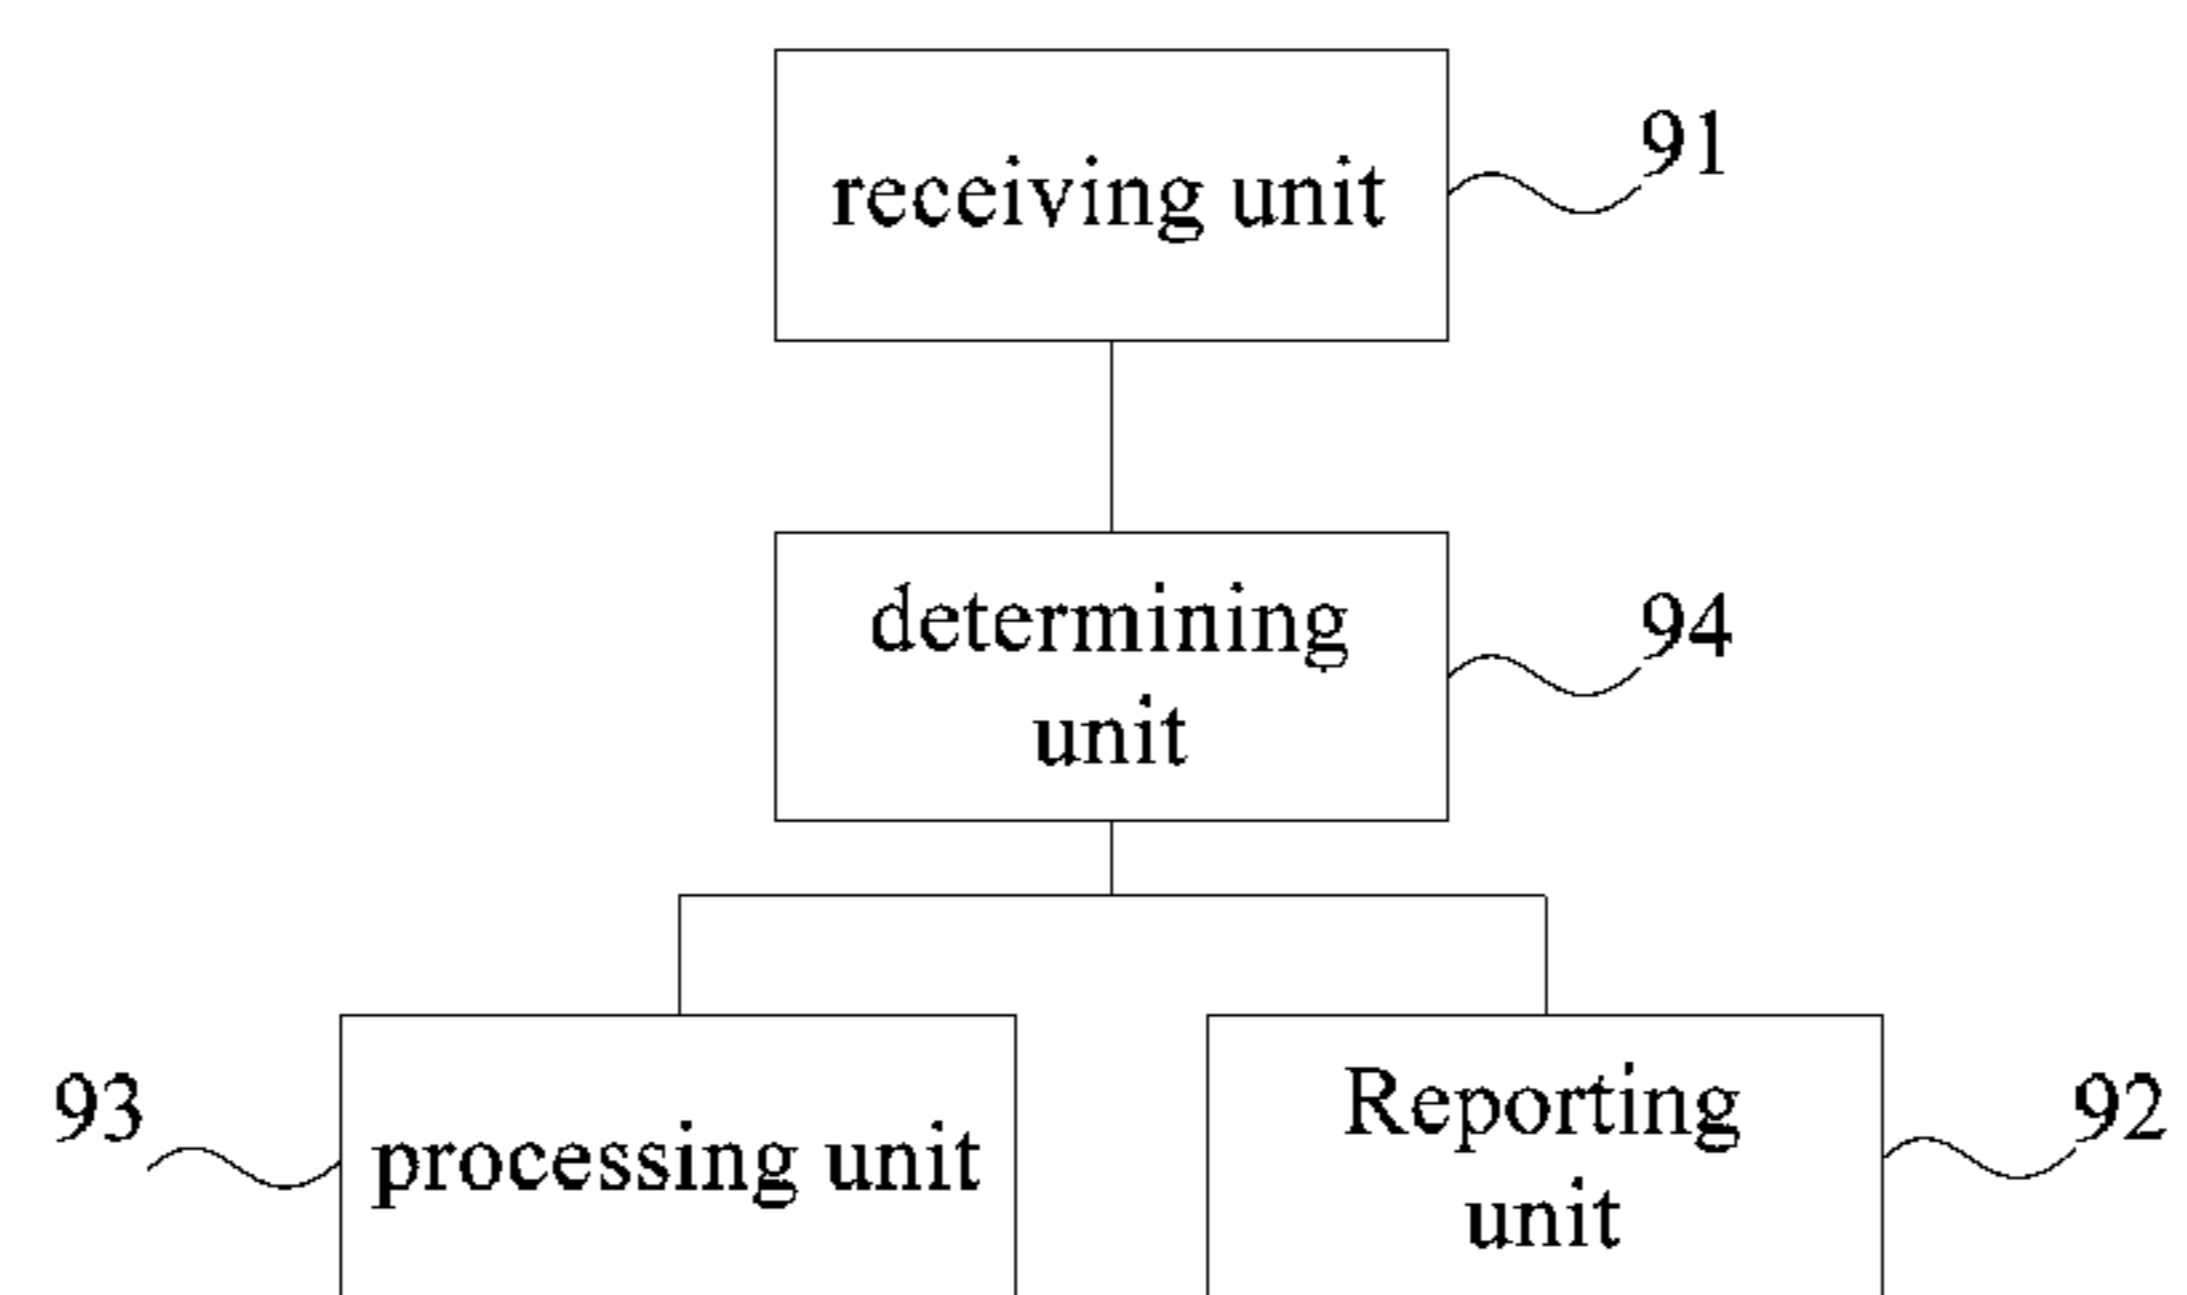 receiving unit
91
determining
unit
94
93
processing unit
Reporting
unit
92